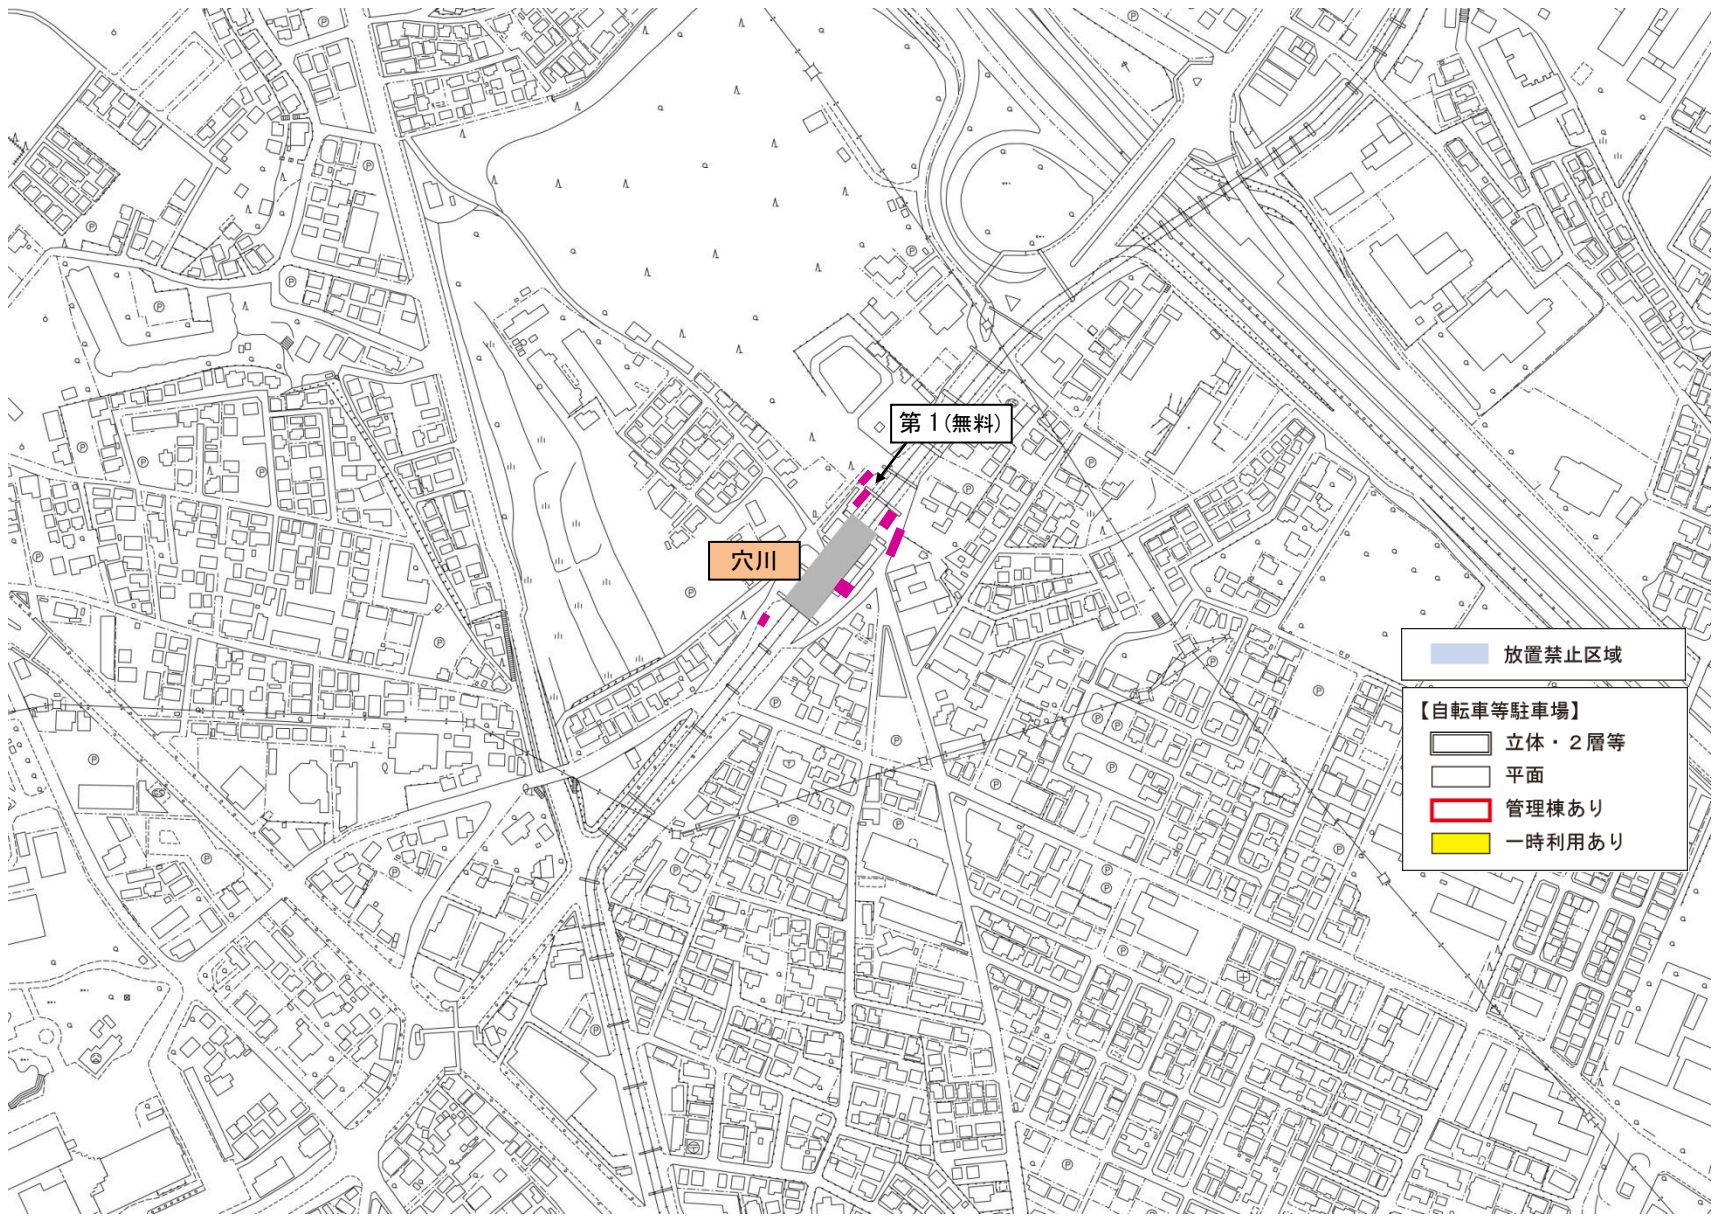 第1(無料)
穴川
放置禁止区域
【自転車等駐車場】
立体・2層等
平面
管理棟あり
一時利用あり